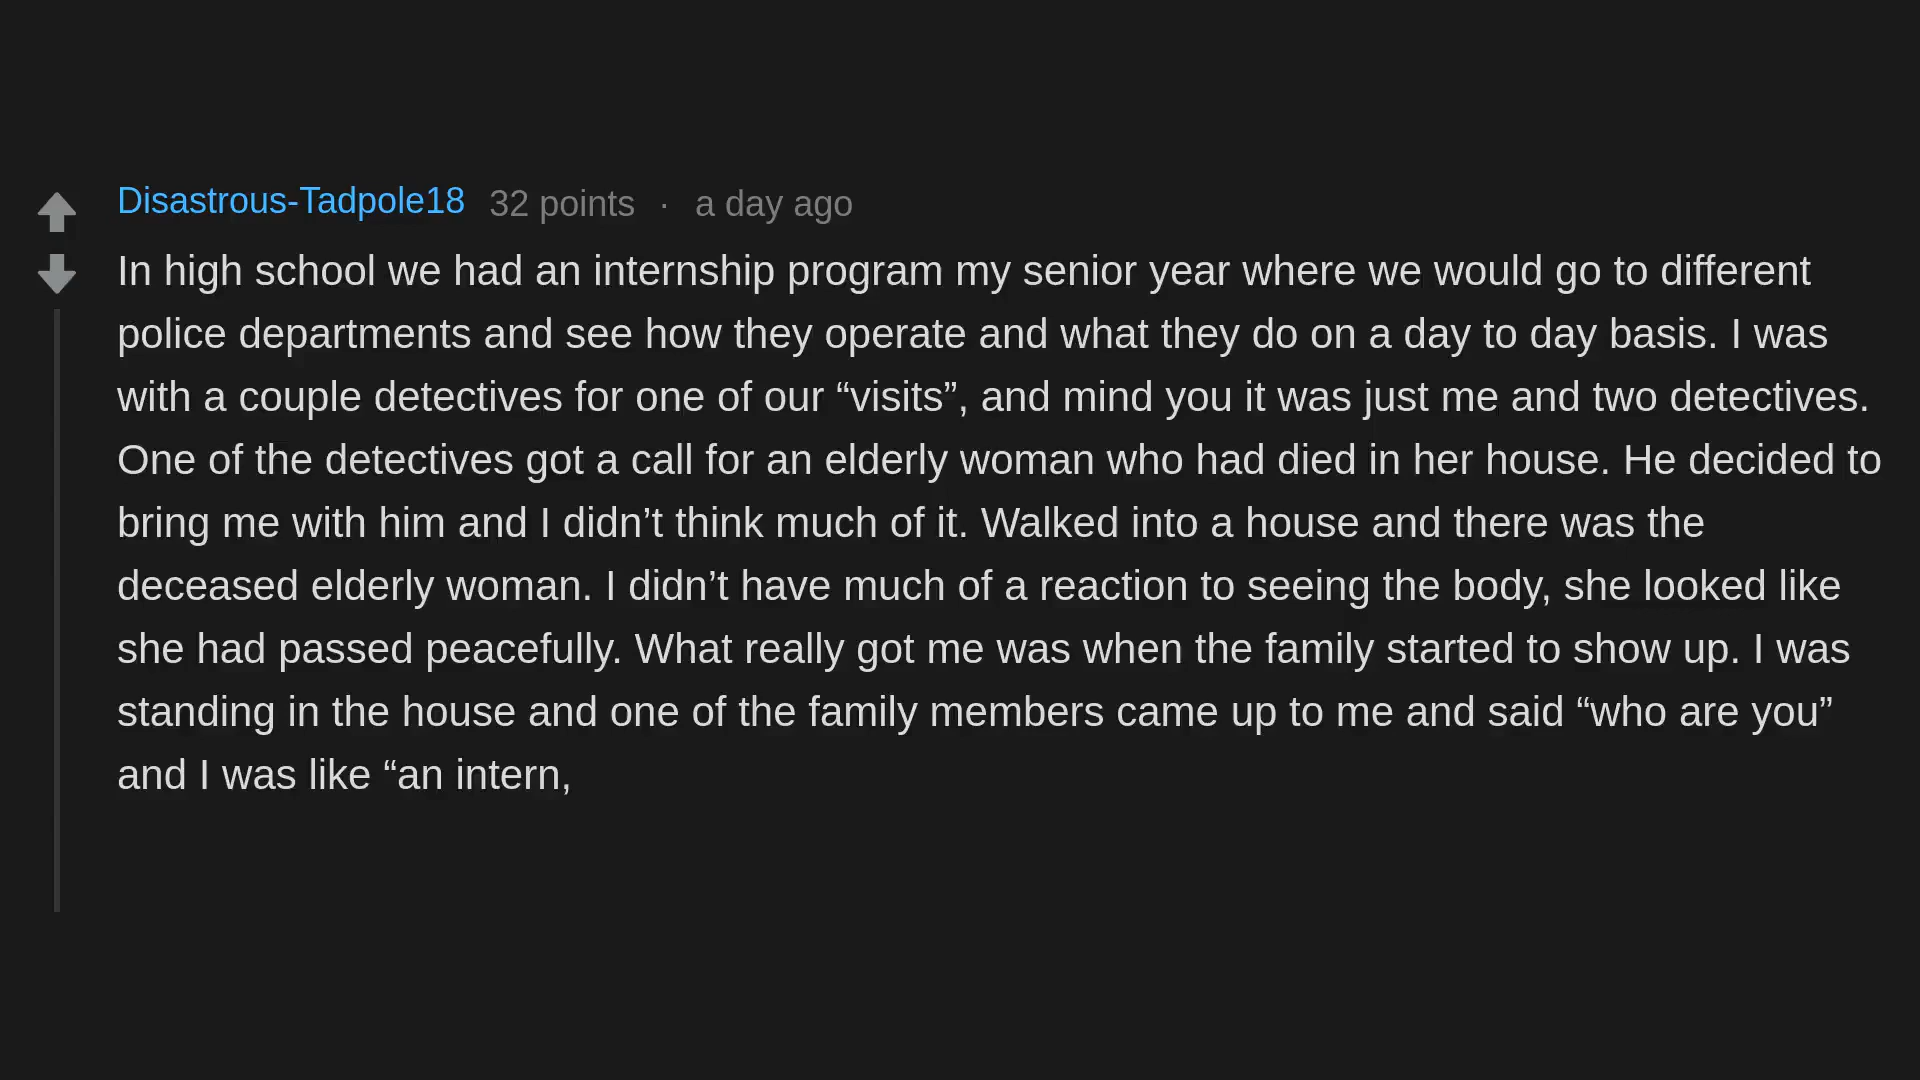 Disastrous-Tadpole18 32 points · a day ago
In high school we had an internship program my senior year where we would go to different
police departments and see how they operate and what they do on a day to day basis. I was
with a couple detectives for one of our “visits”, and mind you it was just me and two detectives.
One of the detectives got a call for an elderly woman who had died in her house. He decided to
bring me with him and I didn’t think much of it. Walked into a house and there was the
deceased elderly woman. I didn’t have much of a reaction to seeing the body, she looked like
she had passed peacefully. What really got me was when the family started to show up. I was
standing in the house and one of the family members came up to me and said “who are you”
and I was like “an intern,